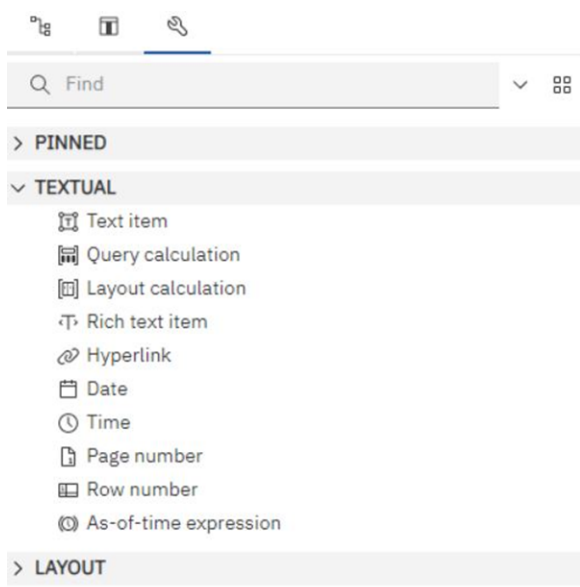 Find
PINNED
TEXTUAL
Text item
Query calculation
Layout calculation
Rich text item
Hyperlink
Date
Time
Page number
Row number
As-of-time expression
LAYOUT